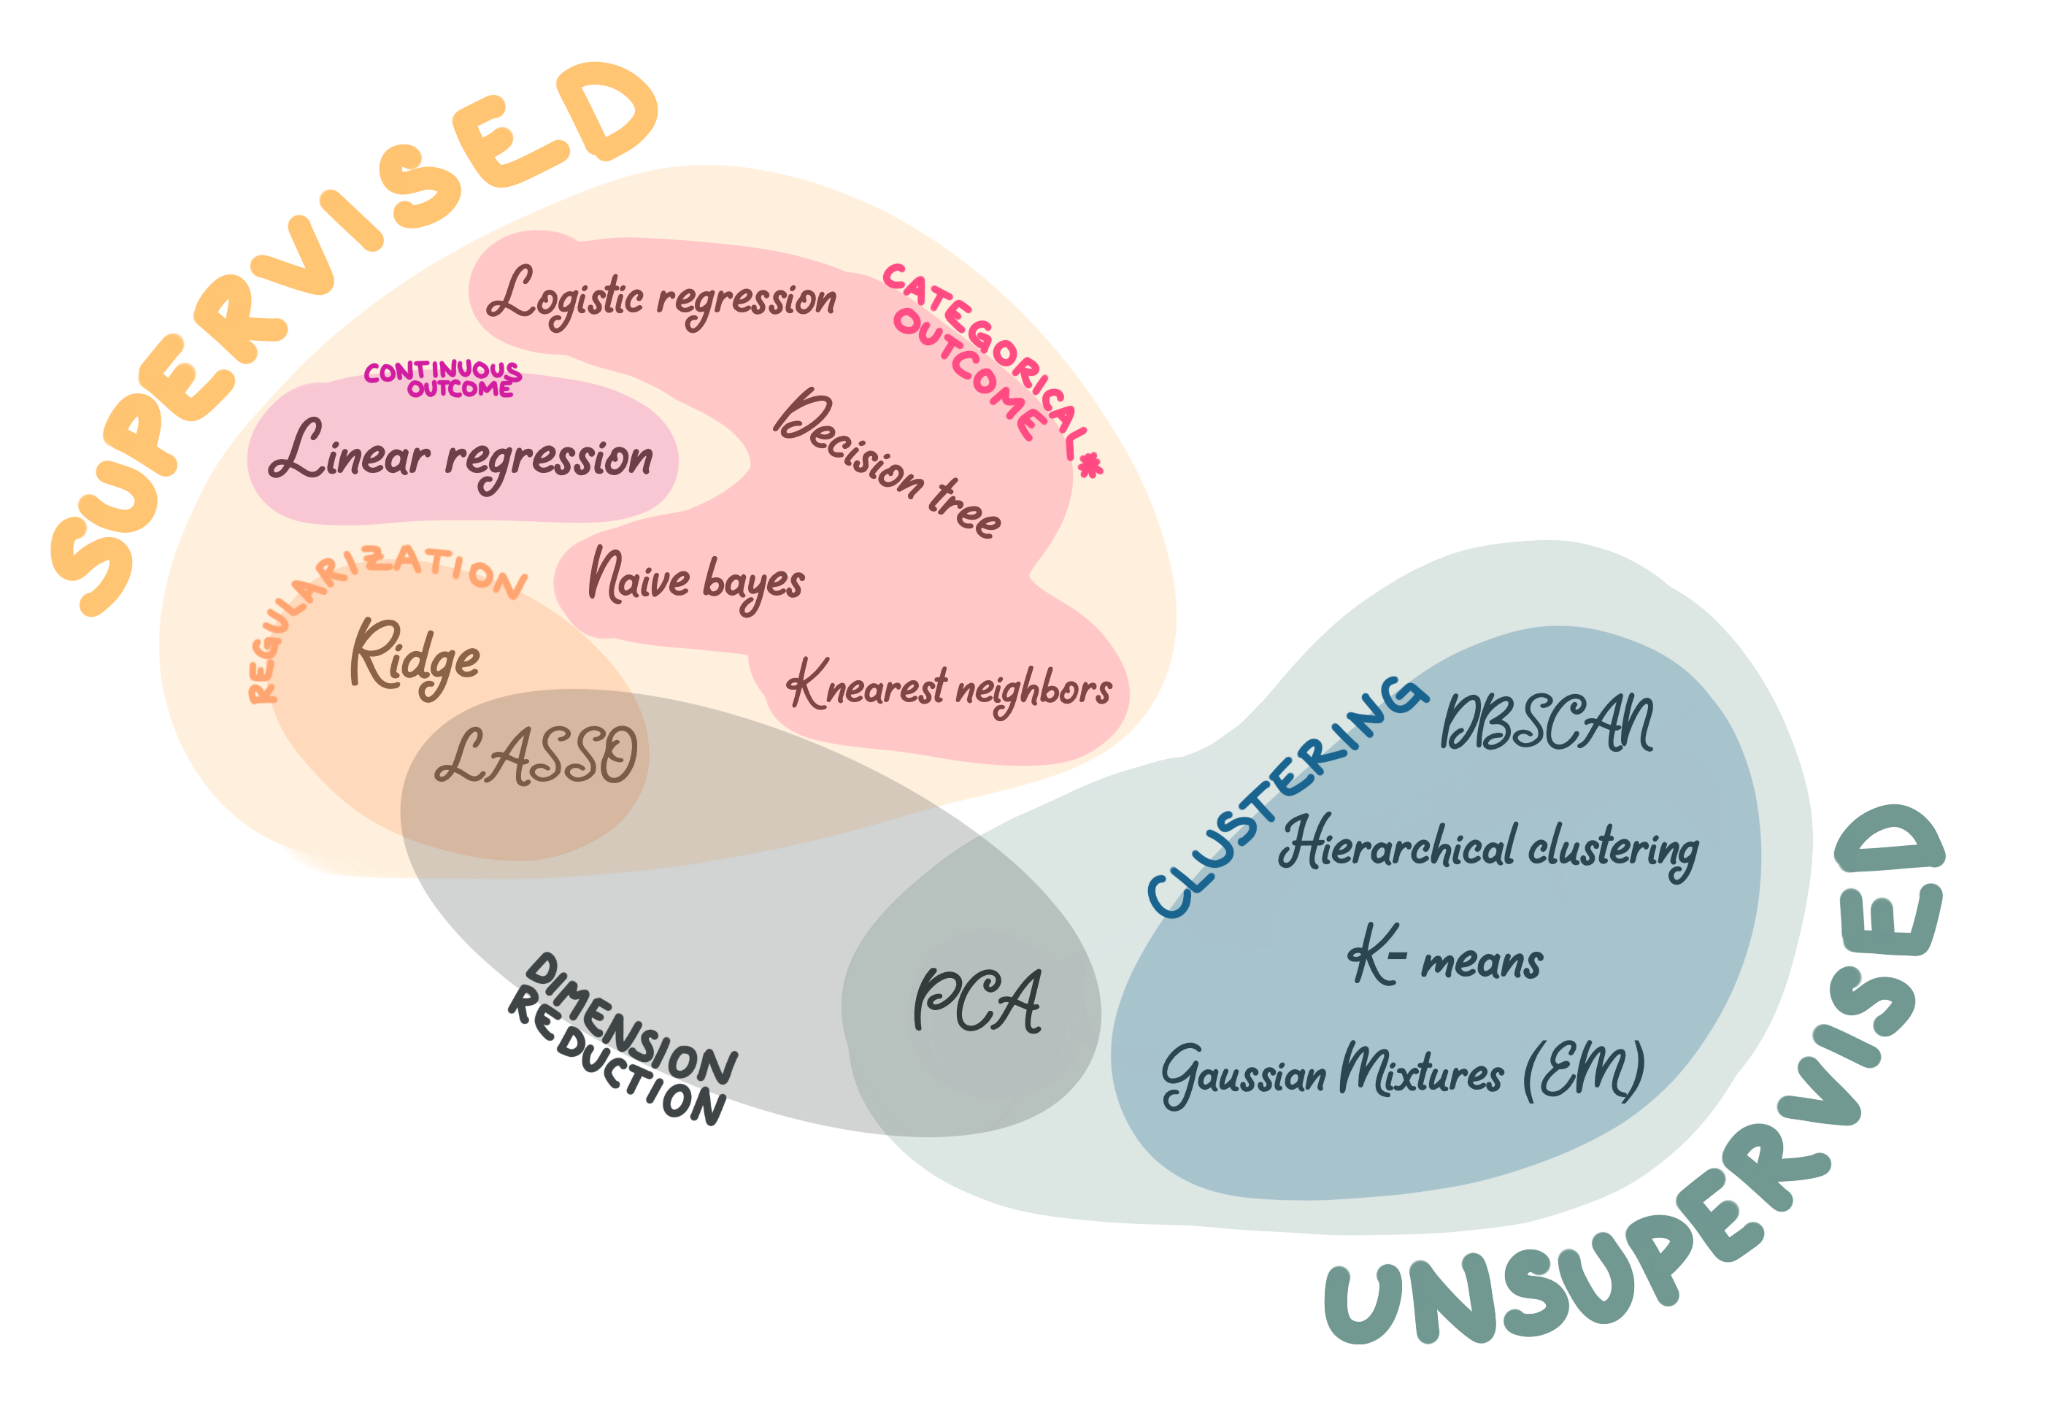 SUPERVISED
Logistic regression
CATEGORICAL*
OUTCOME
CONTINUOUS
OUTCOME
Linear regression
Decision tree
REGULARIZATION
Naive bayes
Ridge
K nearest neighbors
LASSO
CLUSTERING
DBSCAN
Hierarchical clustering
K- means
Gaussian Mixtures (EM)
PCA
DIMENSION
REDUCTION
UNSUPERVISED